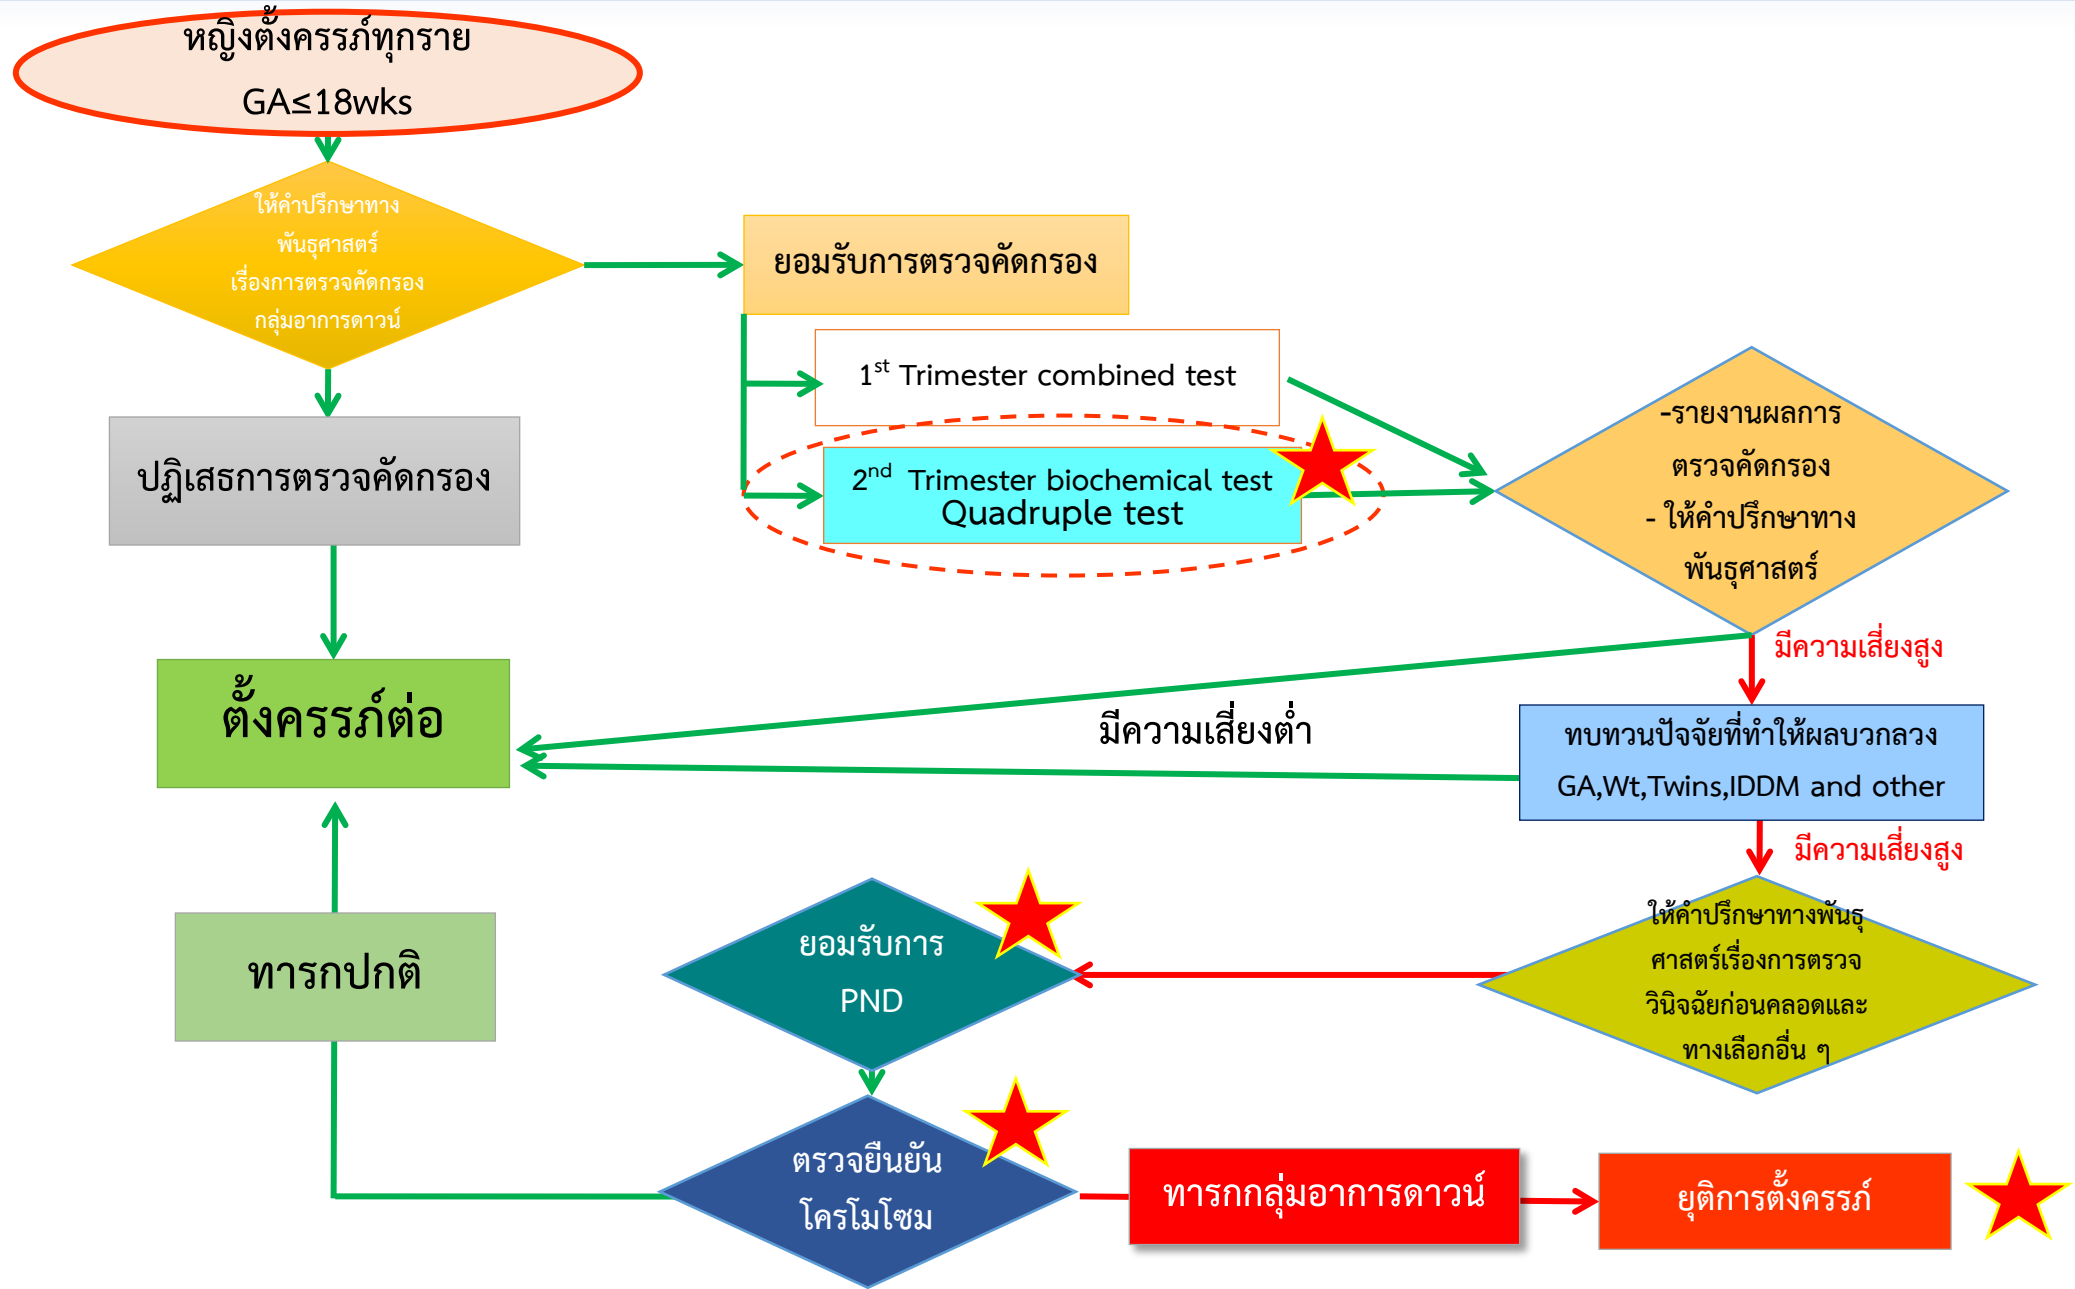 หญิงตั้งครรภ์ทุกราย
GA≤18wks
ให้คำปรึกษาทาง
พันธุศาสตร์
เรื่องการตรวจคัดกรอง
กลุ่มอาการดาวน์
ยอมรับการตรวจคัดกรอง
1st Trimester combined test
2nd Trimester biochemical test
Quadruple test
-รายงานผลการ
ตรวจคัดกรอง
- ให้คำปรึกษาทาง
พันธุศาสตร์
ปฏิเสธการตรวจคัดกรอง
มีความเสี่ยงสูง
ตั้งครรภ์ต่อ
มีความเสี่ยงต่ำ
ทบทวนปัจจัยที่ทำให้ผลบวกลวง
GA,Wt,Twins,IDDM and other
มีความเสี่ยงสูง
ให้คำปรึกษาทางพันธุ
ศาสตร์เรื่องการตรวจ
วินิจฉัยก่อนคลอดและ
ทางเลือกอื่น ๆ
ยอมรับการ
PND
ทารกปกติ
ตรวจยืนยัน
โครโมโซม
ทารกกลุ่มอาการดาวน์
ยุติการตั้งครรภ์